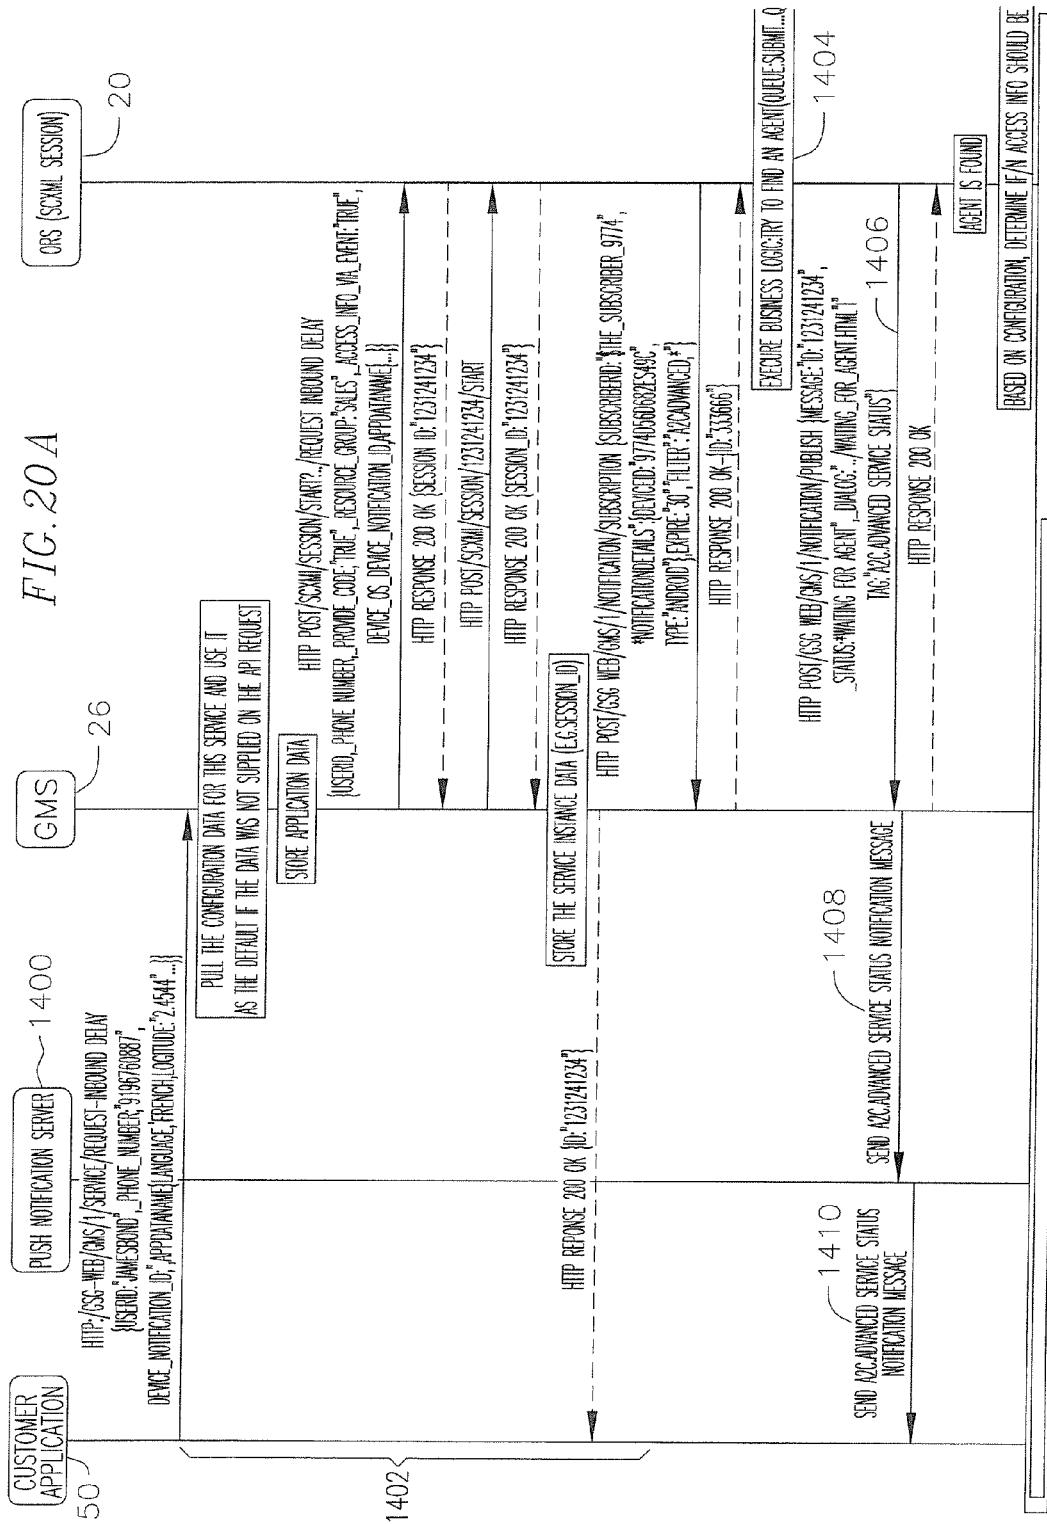 FIG. 20A
CUSTOMER
APPLICATION
50
PUSH NOTIFICATION SERVER
1400
GMS
26
ORS (SCXML SESSION)
20
HTTP:/GSG-WEB/GMS/1/SERVICE/REQUEST-INBOUND DELAY
{USERID:"JAMESBOND",_PHONE_NUMBER;"9196760887",
DEVICE_NOTIFICATION_ID;",APPDATANAME}LANGUAGE,'FRENCH,LOGITUDE:"2.4544"...}}
PULL THE CONFIGURATION DATA FOR THIS SERVICE AND USE IT
AS THE DEFAULT IF THE DATA WAS NOT SUPPLIED ON THE API REQUEST
STORE APPLICATION DATA
HTTP POST/SCXMI/SESSION/START?../REQUEST INBOUND DELAY
{USERID,_PHONE NUMBER,_PROVIDE_CODE;"TRUE",_RESOURCE_GROUP:"SALES",_ACCESS_INFO_VIA_EVENT:"TRUE",
DEVICE_OS_DEVICE_NOTIFICATION_ID,APPDATANAME}...}}
HTTP RESPONSE 200 OK {SESSION ID:"1231241234"}
HTTP POST/SCXMI/SESSION/1231241234/START
HTTP RESPONSE 200 OK {SESSION_ID:"1231241234"}
STORE THE SERVICE INSTANCE DATA (E.G.SESSION_ID)
HTTP REPONSE 200 OK {ID:"1231241234"}
1402
HTTP POST/GSG WEB/GMS/1/NOTIFICATION/SUBSCRIPTION {SUBSCRIBERID:"$THE_SUBSCRIBER_9774",
"NOTIFICATIONDETAILS":{DEVICEID:"9774D56D682E549C",
TYPE:"ANDROID"},EXPIRE:"30","FILTER":"A2CADVANCED,*"}
HTTP RESPONSE 200 OK-{ID:"333666"}
EXECURE BUSINESS LOGIC:TRY TO FIND AN AGENT(QUEUE:SUBMIT...Q
1404
HTTP POST/GSG WEB/GMS/1/NOTIFICATION/PUBLISH {MESSAGE:"ID:"1231241234",
_STATUS:"WAITING FOR AGENT",_DIALOG:"../WAITING_FOR_AGENT.HTML"}"
TAG:"A2C.ADVANCED SERVICE STATUS"}
1406
HTTP RESPONSE 200 OK
SEND A2C.ADVANCED SERVICE STATUS NOTIFICATION MESSAGE
1408
SEND A2C.ADVANCED SERVICE STATUS
NOTIFICATION MESSAGE
1410
AGENT IS FOUND
BASED ON CONFIGURATION, DETERMINE IF/N ACCESS INFO SHOULD BE